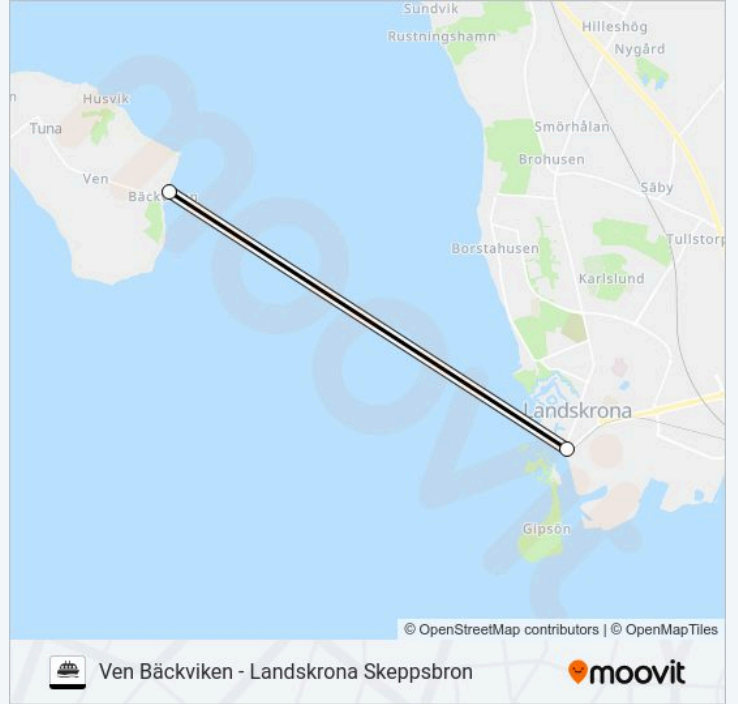 Sundvik
Rustningshamn
Hilleshög
Nygård
Husvik
Tuna
Smörhålan
Brohusen
Ven
Säby
Borstahusen
Karlslund
Landskrona
Gipsön
moovit
© OpenStreetMap contributors | © OpenMapTiles
Ven Bäckviken - Landskrona Skeppsbron
moovit